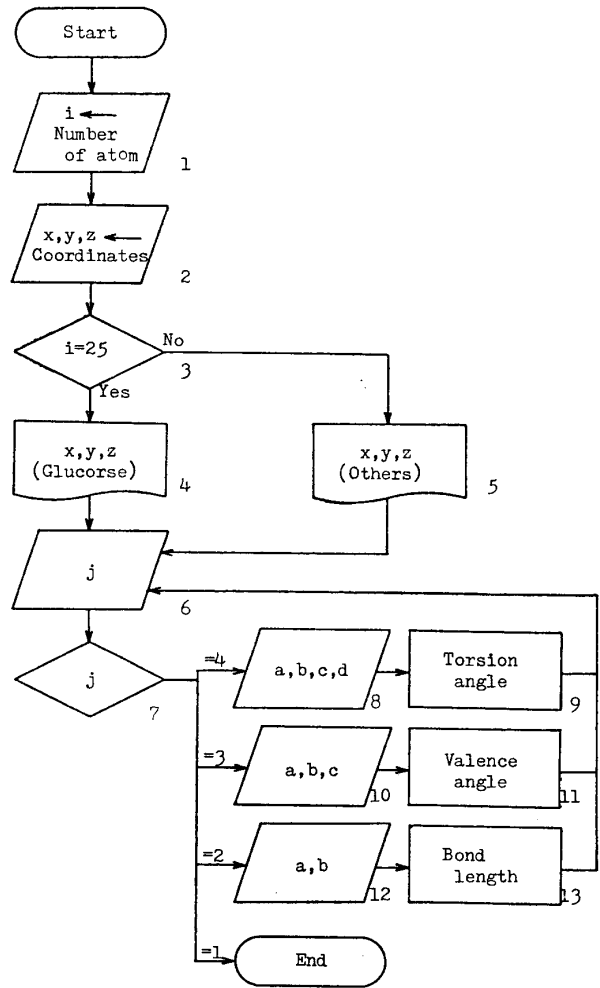 Start
i ←
Number
of atom
1
x,y,z ←
Coordinates
2
i=25
No
3
Yes
x,y,z
(Glucorse)
4
x,y,z
(Others)
5
j
6
j
7
=4
a,b,c,d
8
Torsion
angle
9
=3
a,b,c
10
Valence
angle
11
=2
a,b
12
Bond
length
13
=1
End